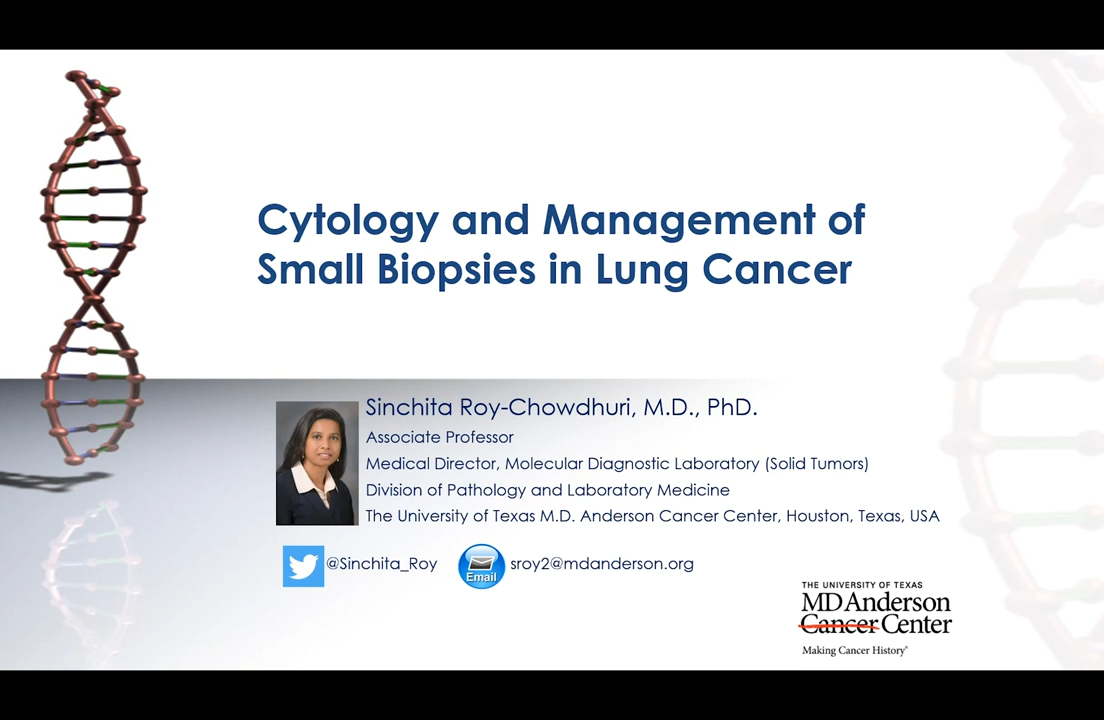 Cytology and Management of
Small Biopsies in Lung Cancer
Sinchita Roy-Chowdhuri, M.D., PhD.
Associate Professor
Medical Director, Molecular Diagnostic Laboratory (Solid Tumors)
Division of Pathology and Laboratory Medicine
The University of Texas M.D. Anderson Cancer Center, Houston, Texas, USA
@Sinchita_Roy
Email
sroy2@mdanderson.org
THE UNIVERSITY OF TEXAS
MD Anderson
Cancer Center
Making Cancer History®